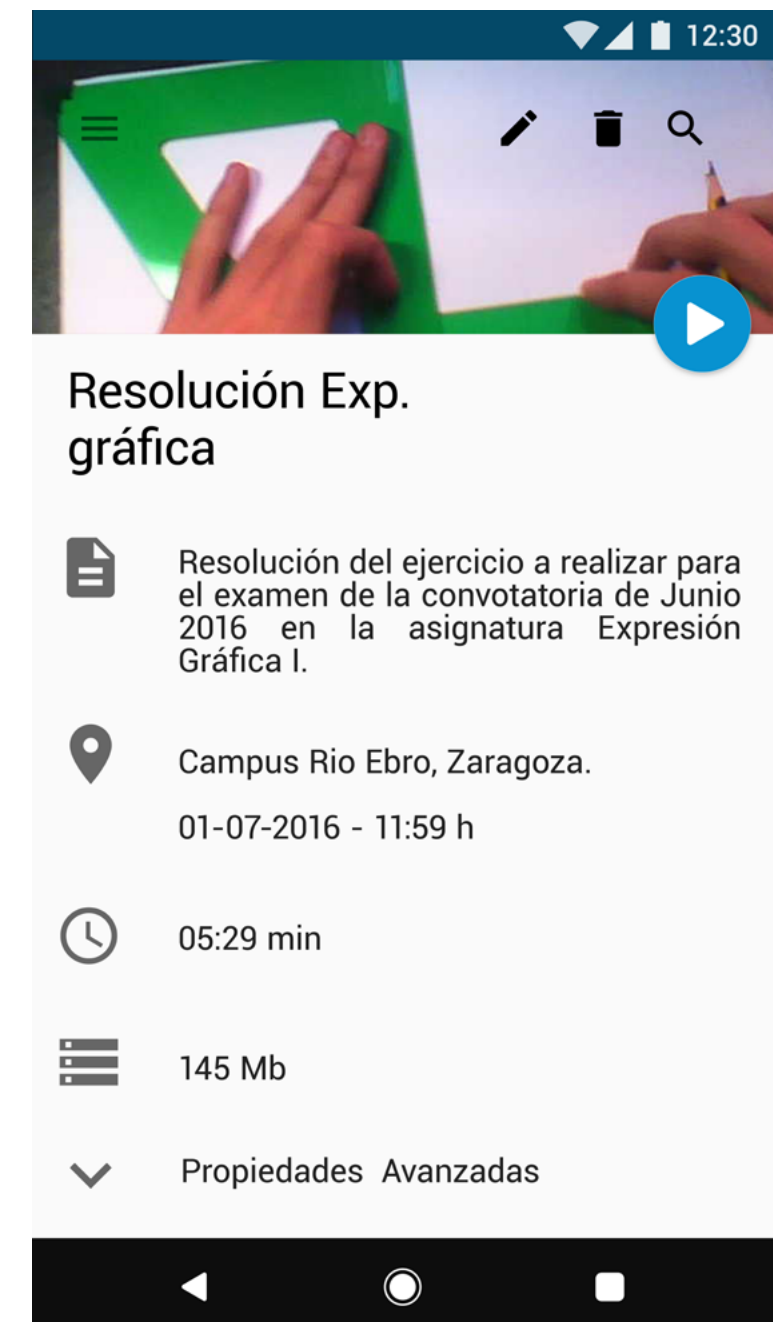 12:30
Resolución Exp.
gráfica
Resolución del ejercicio a realizar para
el examen de la convotatoria de Junio
2016 en la asignatura Expresión
Gráfica I.
Campus Rio Ebro, Zaragoza.
01-07-2016 - 11:59 h
05:29 min
145 Mb
Propiedades Avanzadas